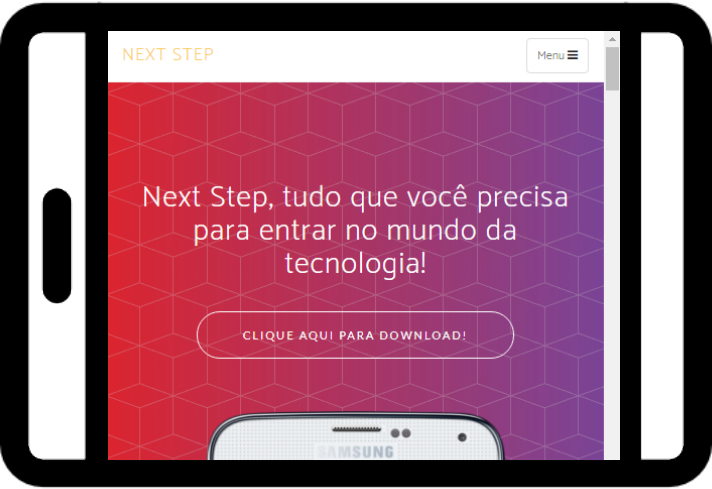 NEXT STEP
Menu
Next Step, tudo que você precisa
para entrar no mundo da
tecnologia!
CLIQUE AQUI PARA DOWNLOAD!
SAMSUNG